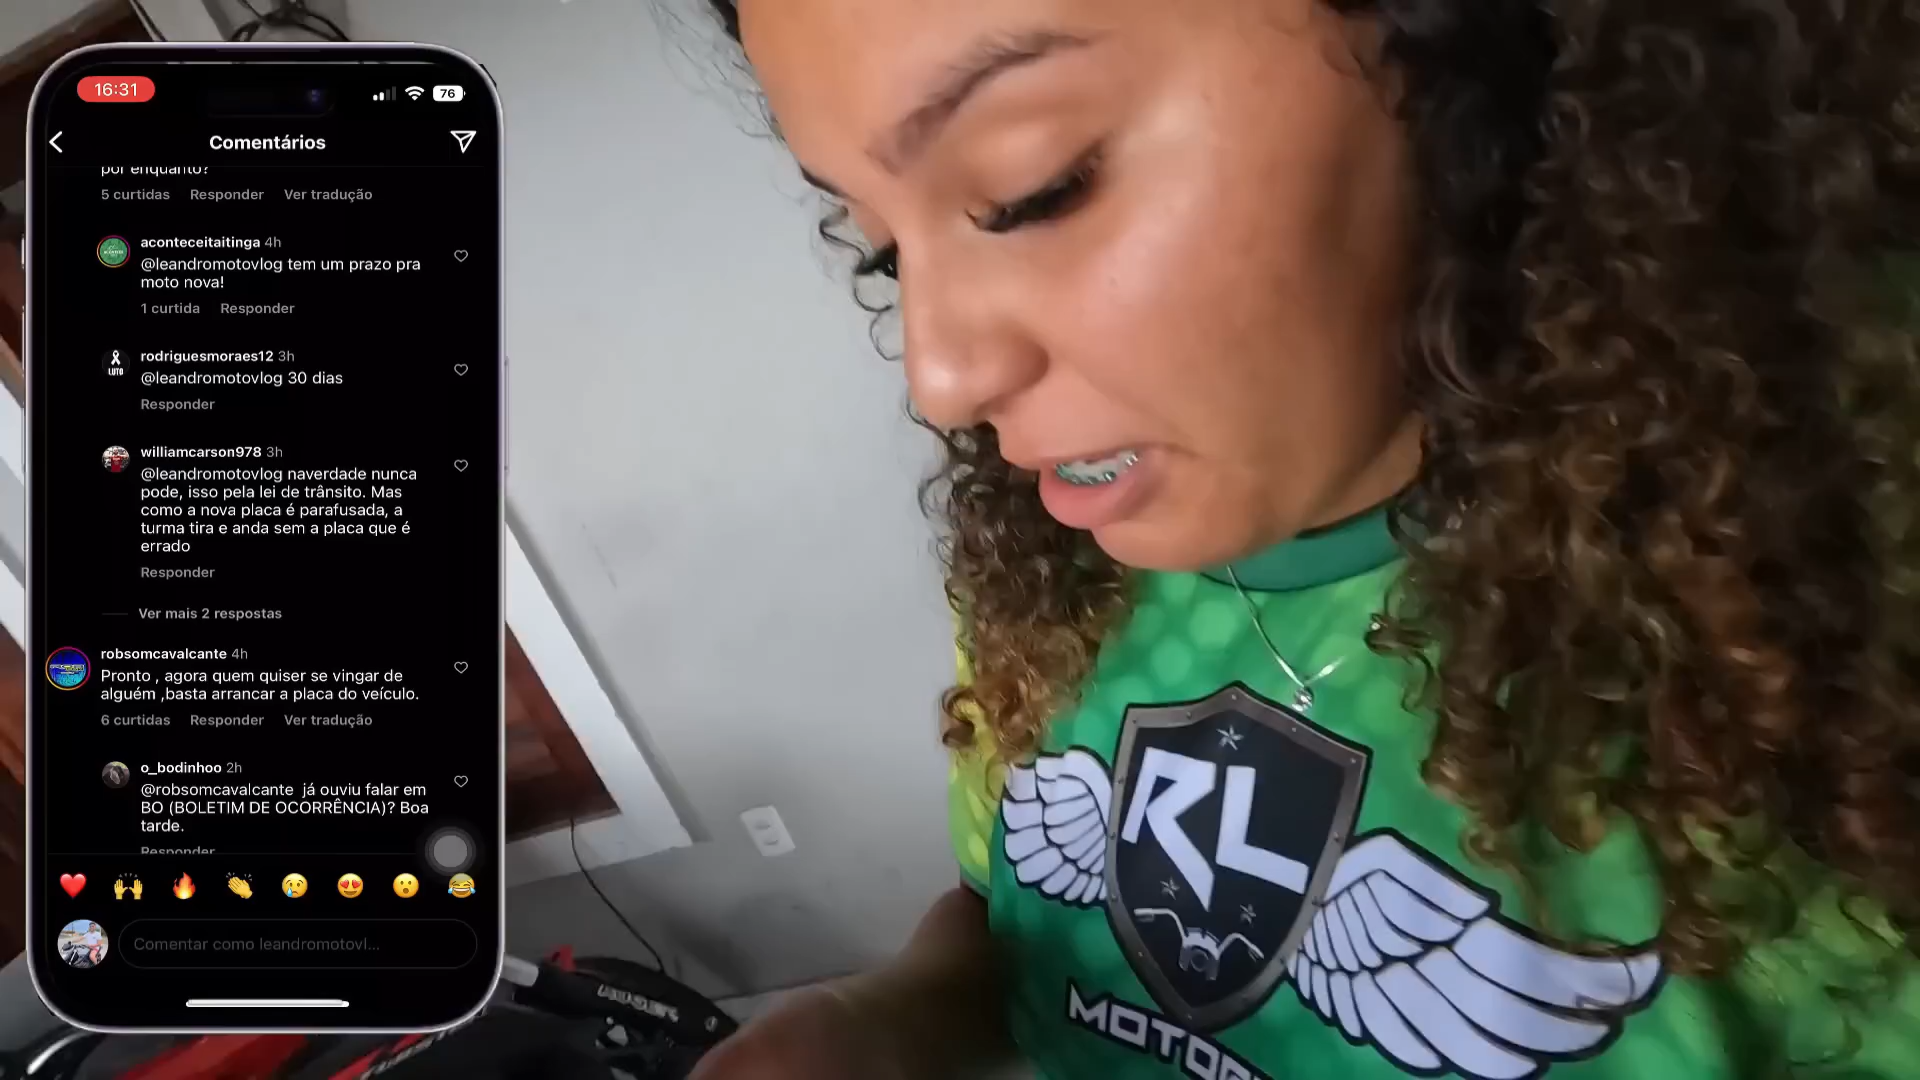 16:31
76
Comentários
por enquanto?
5 curtidas Responder Ver tradução
aconteceitaitinga 4h
@leandromotovlog tem um prazo pra
moto nova!
1 curtida Responder
LUTO
rodriguesmoraes12 3h
@leandromotovlog 30 dias
Responder
williamcarson978 3h
@leandromotovlog naverdade nunca
pode, isso pela lei de trânsito. Mas
como a nova placa é parafusada, a
turma tira e anda sem a placa que é
errado
Responder
Ver mais 2 respostas
robsomcavalcante 4h
Pronto , agora quem quiser se vingar de
alguém ,basta arrancar a placa do veículo.
6 curtidas Responder Ver tradução
o_bodinhoo 2h
@robsomcavalcante já ouviu falar em
BO (BOLETIM DE OCORRÊNCIA)? Boa
tarde.
Responder
Comentar como leandromotovl...
RL